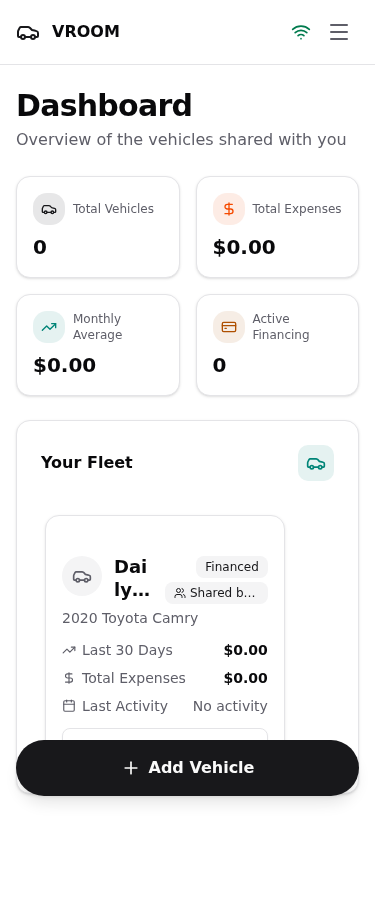 VROOM
Dashboard
Overview of the vehicles shared with you
Total Vehicles
0
Total Expenses
$0.00
Monthly
Average
$0.00
Active
Financing
0
Your Fleet
Dai
ly…
Financed
Shared b…
2020 Toyota Camry
Last 30 Days $0.00
Total Expenses $0.00
Last Activity No activity
Add Vehicle